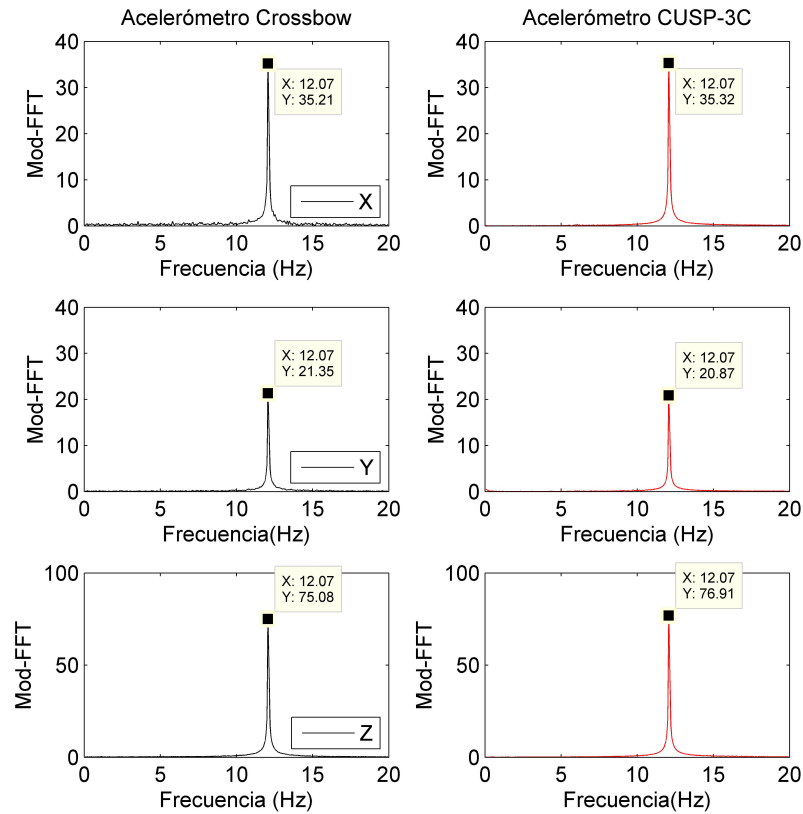 Acelerómetro Crossbow
Acelerómetro CUSP-3C
40
30
20
10
0
Mod-FFT
X: 12.07
Y: 35.21
X
0 5 10 15 20
Frecuencia (Hz)
40
30
20
10
0
Mod-FFT
X: 12.07
Y: 35.32
0 5 10 15 20
Frecuencia (Hz)
40
30
20
10
0
Mod-FFT
X: 12.07
Y: 21.35
Y
0 5 10 15 20
Frecuencia(Hz)
40
30
20
10
0
Mod-FFT
X: 12.07
Y: 20.87
0 5 10 15 20
Frecuencia (Hz)
100
50
0
Mod-FFT
X: 12.07
Y: 75.08
Z
0 5 10 15 20
Frecuencia (Hz)
100
50
0
Mod-FFT
X: 12.07
Y: 76.91
0 5 10 15 20
Frecuencia(Hz)